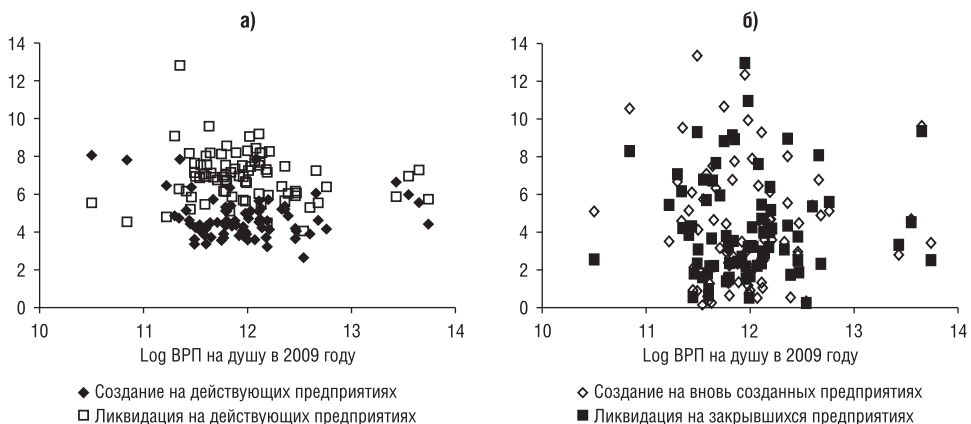 а)
14
12
10
8
6
4
2
0
10 11 12 13 14
Log ВРП на душу в 2009 году
Создание на действующих предприятиях
Ликвидация на действующих предприятиях
б)
14
12
10
8
6
4
2
0
10 11 12 13 14
Log ВРП на душу в 2009 году
Создание на вновь созданных предприятиях
Ликвидация на закрывшихся предприятиях